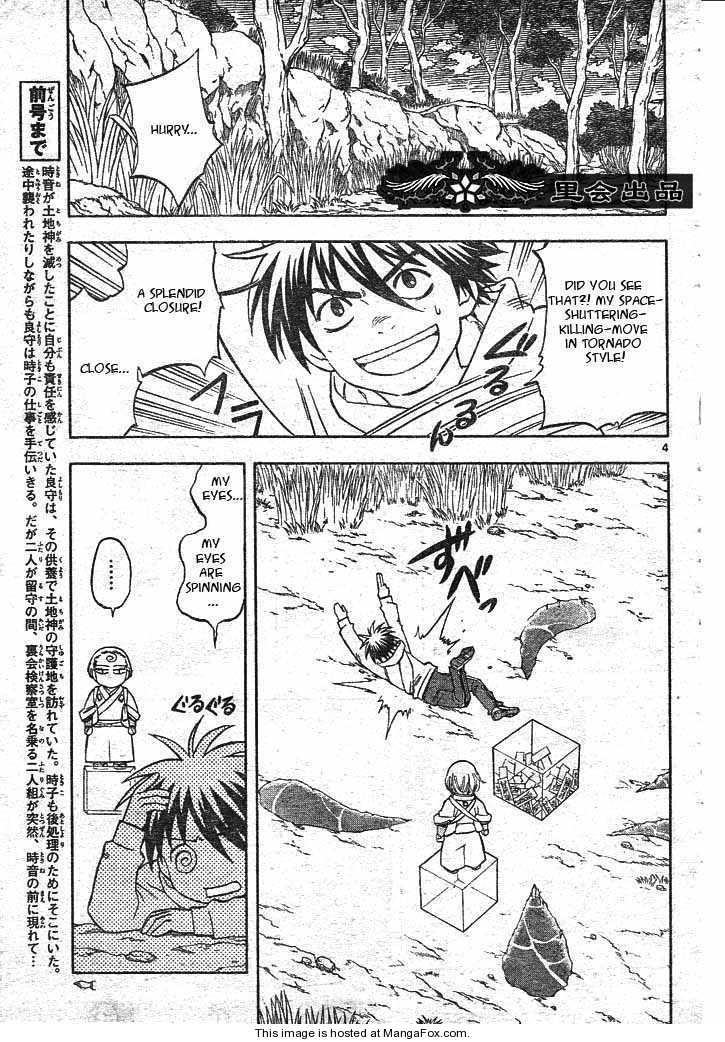 HURRY...
里会出品
DID YOU
SEE
THAT?! MY SPACE-
SHUTTERING-
KILLING-MOVE
IN TORNADO
STYLE!
A SPLENDID
CLOSURE!
CLOSE...
ぐるぐる
4
ずべっ
MY
EYES...
MY
EYES
ARE
SPINNING
...
......
ぐるぐる
前号まで
ぜんごう
時音が土地神を滅したことに自分も責任を感じていた良守は、その供養で土地神の守護地を訪れていた。時子も後処理のためにそこにいた。
途中襲われたりしながらも良守は時子の仕事を手伝いきる。だが二人が留守の間、裏会検察室を名乗る二人組が突然、時音の前に現れて…
This image is hosted at MangaFox.com.